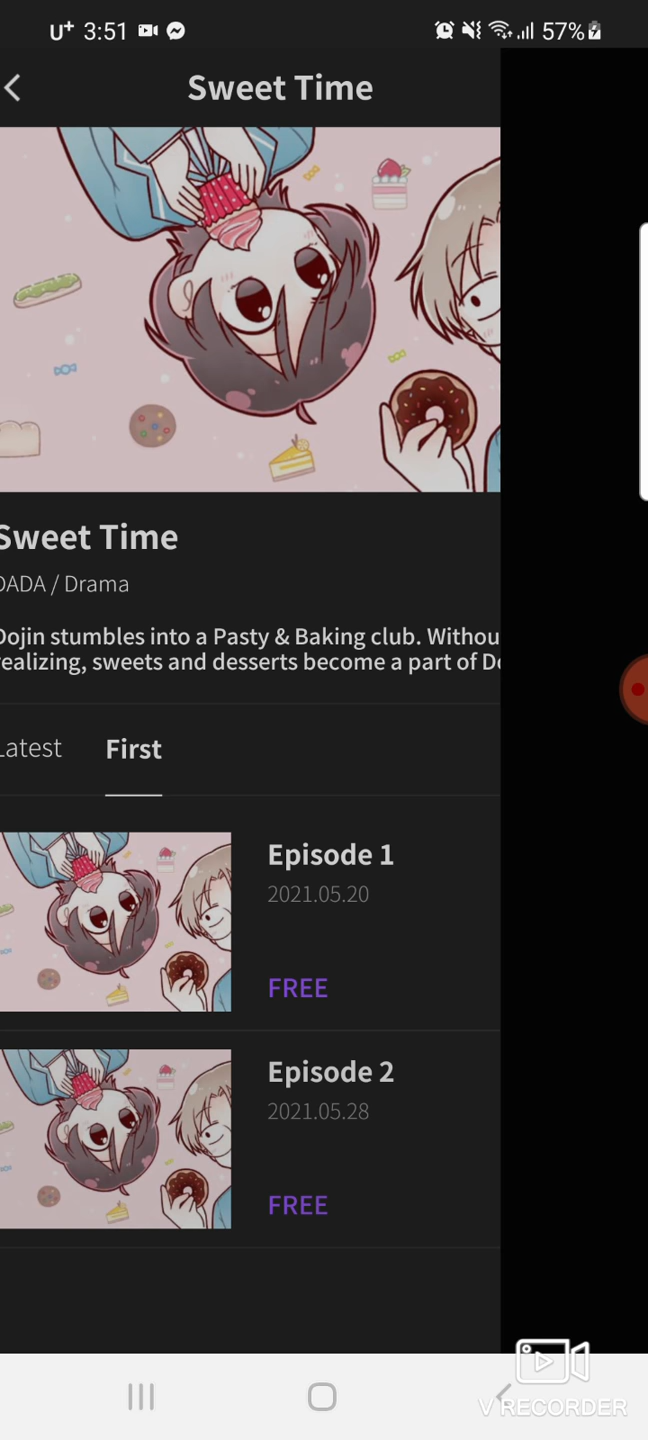 U+ 3:51
57%
Sweet Time
Sweet Time
DADA / Drama
Dojin stumbles into a Pasty & Baking club. Withou
realizing, sweets and desserts become a part of Do
Latest
First
Episode 1
2021.05.20
FREE
Episode 2
2021.05.28
FREE
V RECORDER